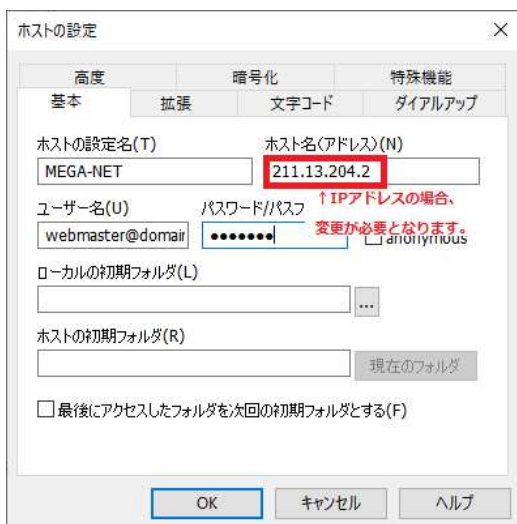 ホストの設定
高度 暗号化 特殊機能
基本 拡張 文字コード ダイアルアップ
ホストの設定名(T) ホスト名(アドレス)(N)
MEGA-NET 211.13.204.2
↑IPアドレスの場合、
変更が必要となります。
ユーザー名(U) パスワード/パスフ
webmaster@domair ●●●●●●● anonymous
ローカルの初期フォルダ(L)
...
ホストの初期フォルダ(R)
現在のフォルダ
最後にアクセスしたフォルダを次回の初期フォルダとする(F)
OK キャンセル ヘルプ